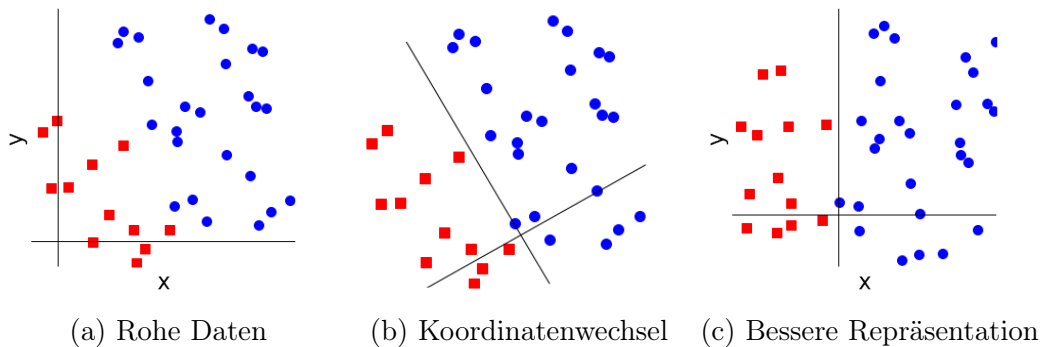 y
x
y
x
(a) Rohe Daten
(b) Koordinatenwechsel
(c) Bessere Repräsentation